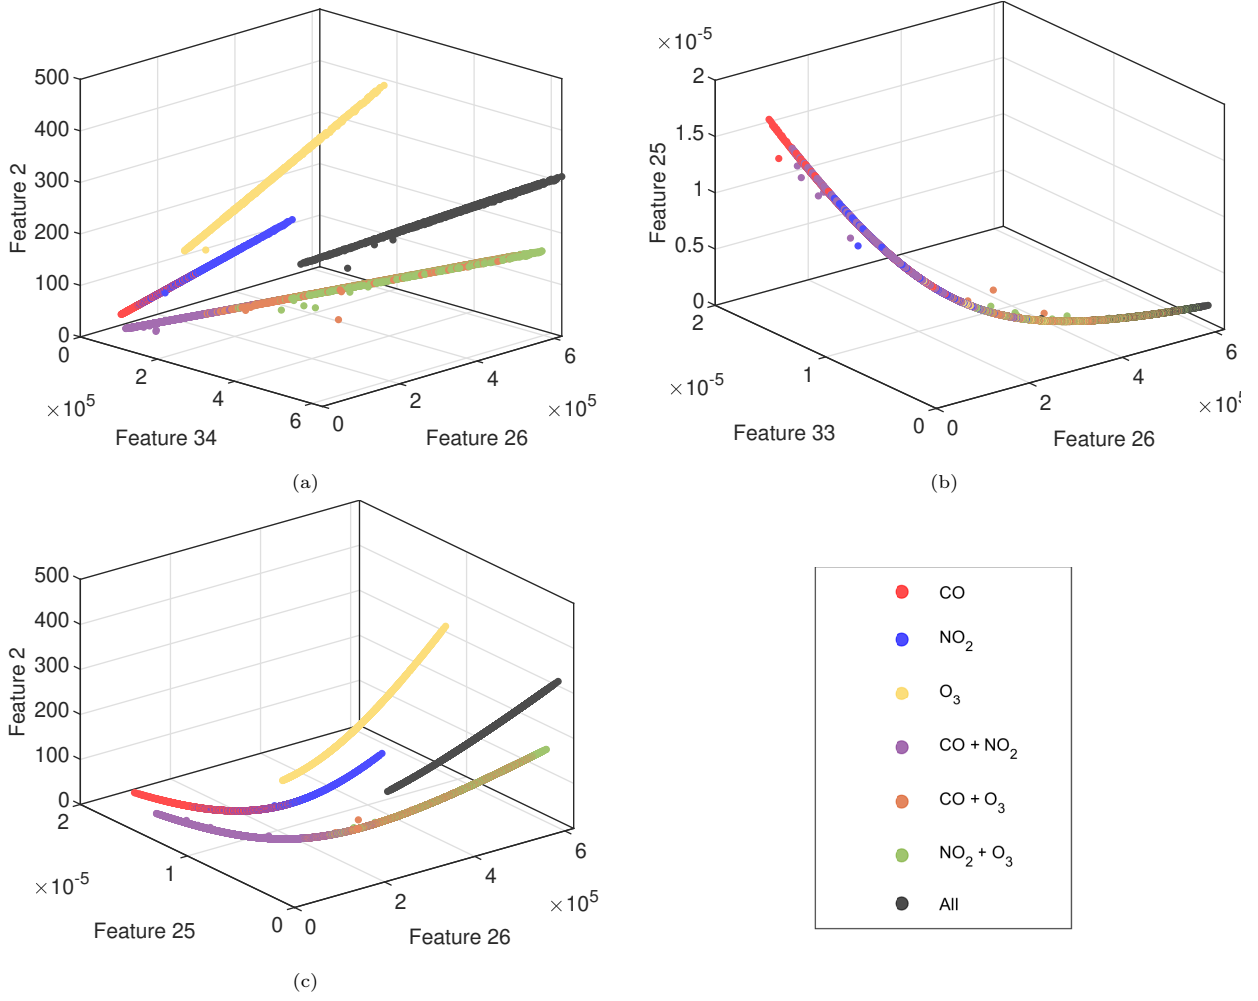 500
400
300
200
100
0
Feature 2
0
2
4
6
×10^5
Feature 34
0
2
4
6
×10^5
Feature 26
(a)
×10^-5
2
1.5
1
0.5
0
Feature 25
2
1
0
×10^-5
Feature 33
0
2
4
6
×10^5
Feature 26
(b)
500
400
300
200
100
0
Feature 2
2
1
0
×10^-5
Feature 25
0
2
4
6
×10^5
Feature 26
(c)
CO
NO₂
O₃
CO + NO₂
CO + O₃
NO₂ + O₃
All